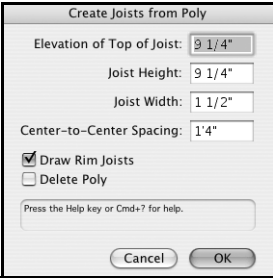 Create Joists from Poly
Elevation of Top of Joist: 9 1/4"
Joist Height: 9 1/4"
Joist Width: 1 1/2"
Center-to-Center Spacing: 1'4"
Draw Rim Joists
Delete Poly
Press the Help key or Cmd+? for help.
Cancel OK